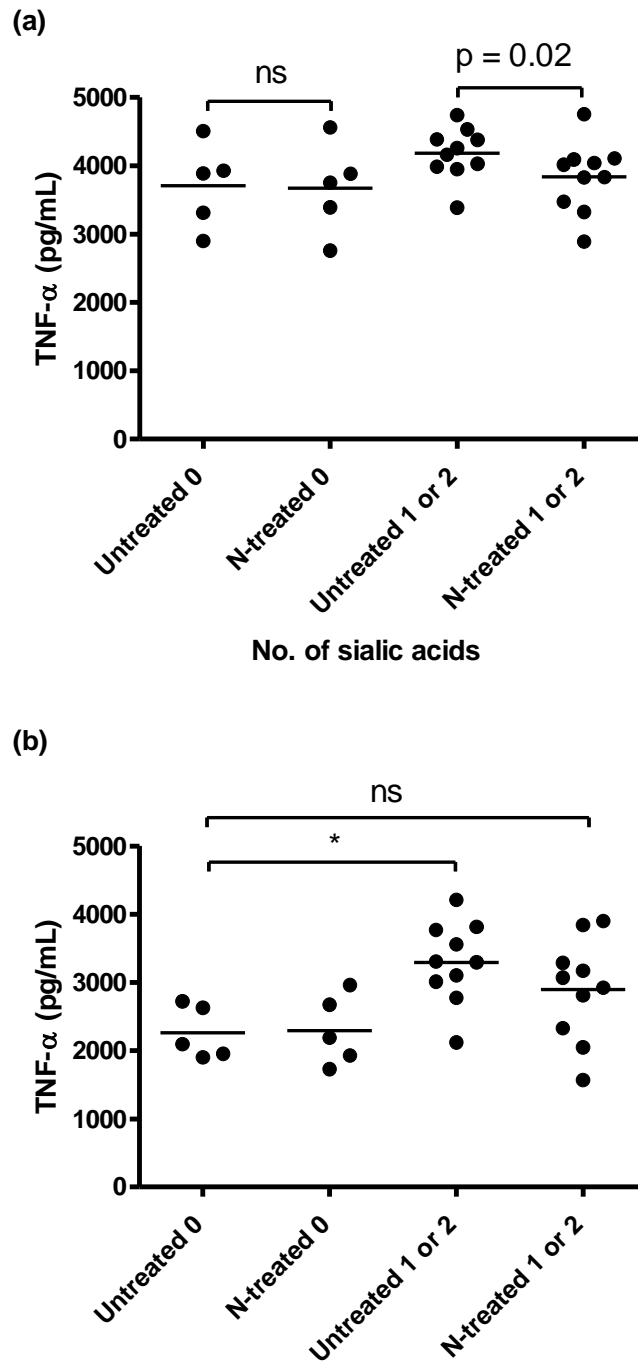 (a)
ns
p = 0.02
5000
4000
3000
2000
1000
0
TNF-α (pg/mL)
Untreated 0
N-treated 0
Untreated 1 or 2
N-treated 1 or 2
No. of sialic acids
(b)
ns
*
5000
4000
3000
2000
1000
0
TNF-α (pg/mL)
Untreated 0
N-treated 0
Untreated 1 or 2
N-treated 1 or 2